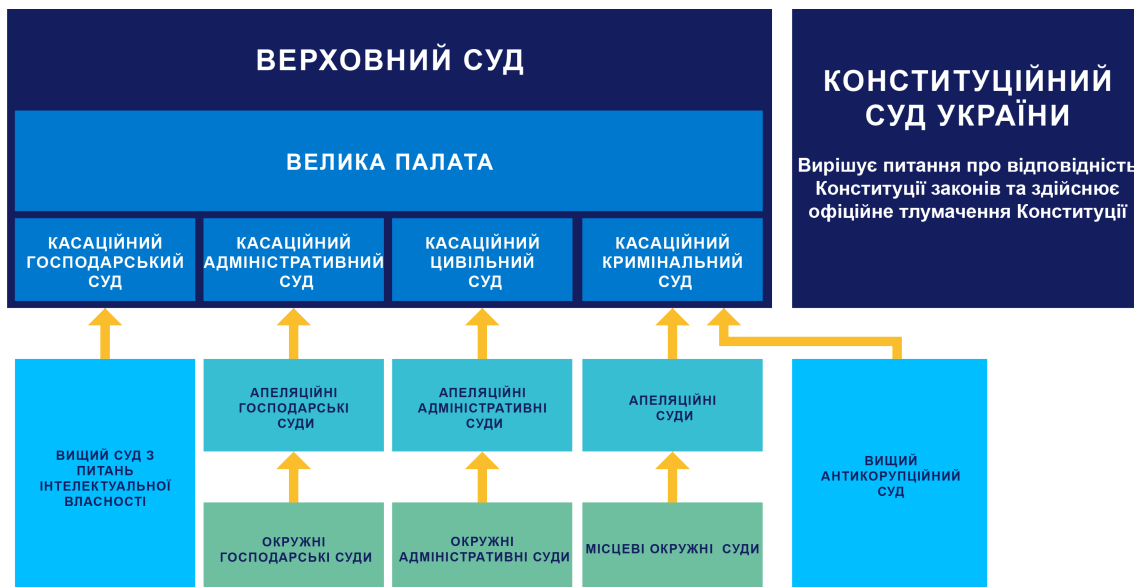 ВЕРХОВНИЙ СУД
ВЕЛИКА ПАЛАТА
КАСАЦІЙНИЙ
ГОСПОДАРСЬКИЙ
СУД
КАСАЦІЙНИЙ
АДМІНІСТРАТИВНИЙ
СУД
КАСАЦІЙНИЙ
ЦИВІЛЬНИЙ
СУД
КАСАЦІЙНИЙ
КРИМІНАЛЬНИЙ
СУД
КОНСТИТУЦІЙНИЙ
СУД УКРАЇНИ
Вирішує питання про відповідність
Конституції законів та здійснює
офіційне тлумачення Конституції
ВИЩИЙ СУД З
ПИТАНЬ
ІНТЕЛЕКТУАЛЬНОЇ
ВЛАСНОСТІ
АПЕЛЯЦІЙНІ
ГОСПОДАРСЬКІ
СУДИ
АПЕЛЯЦІЙНІ
АДМІНІСТРАТИВНІ
СУДИ
АПЕЛЯЦІЙНІ
СУДИ
ВИЩИЙ
АНТИКОРУПЦІЙНИЙ
СУД
ОКРУЖНІ
ГОСПОДАРСЬКІ СУДИ
ОКРУЖНІ
АДМІНІСТРАТИВНІ СУДИ
МІСЦЕВІ ОКРУЖНІ СУДИ